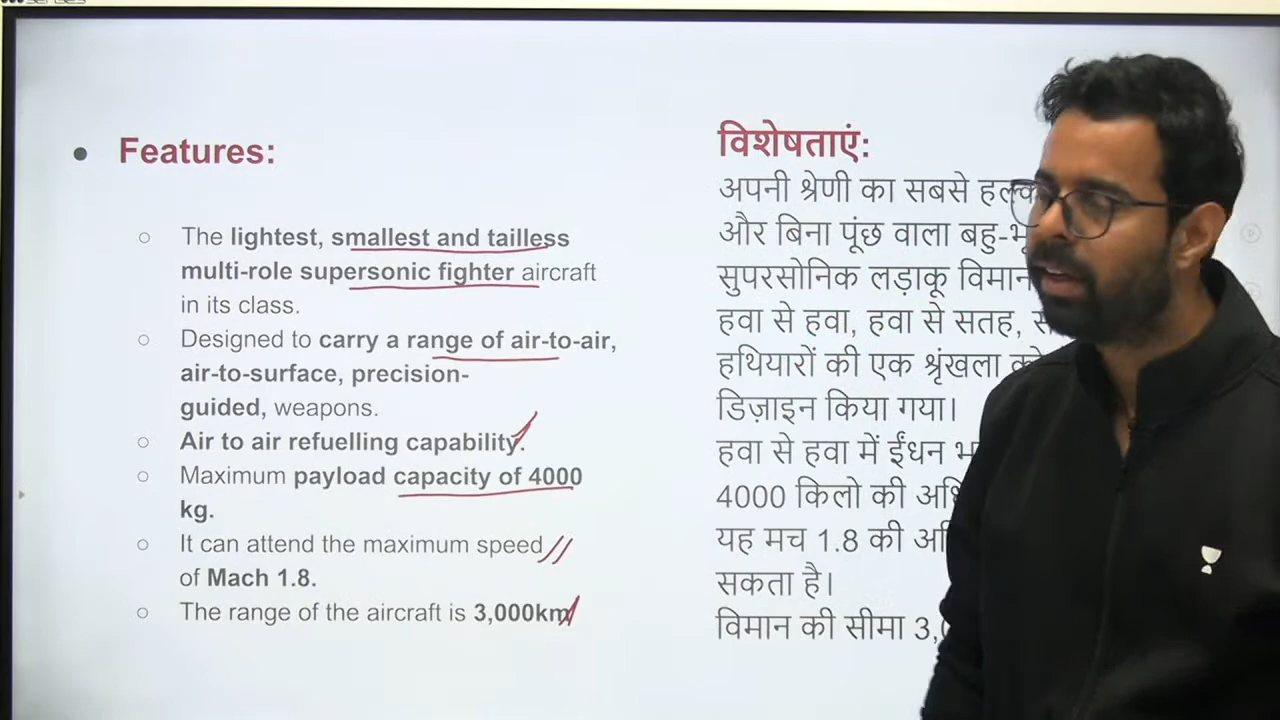 Features:
The lightest, smallest and tailless
multi-role supersonic fighter aircraft
in its class.
Designed to carry a range of air-to-air,
air-to-surface, precision-
guided, weapons.
Air to air refuelling capability.
Maximum payload capacity of 4000
kg.
It can attend the maximum speed
of Mach 1.8.
The range of the aircraft is 3,000km
विशेषताएं:
अपनी श्रेणी का सबसे
और बिना पूंछ वाला
सुपरसोनिक लड़ाकू विमान
हवा से हवा, हवा से सतह,
हथियारों की एक श्रृंखला
डिज़ाइन किया गया।
हवा से हवा में ईंधन
4000 किलो की
यह मच 1.8 की
सकता है।
विमान की सीमा